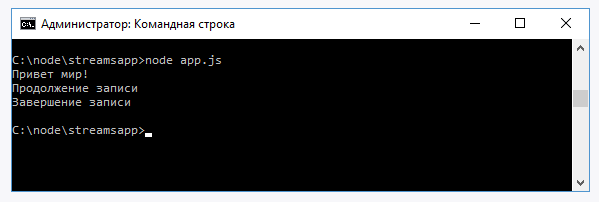 Администратор: Командная строка
C:\node\streamsapp>node app.js
Привет мир!
Продолжение записи
Завершение записи
C:\node\streamsapp>